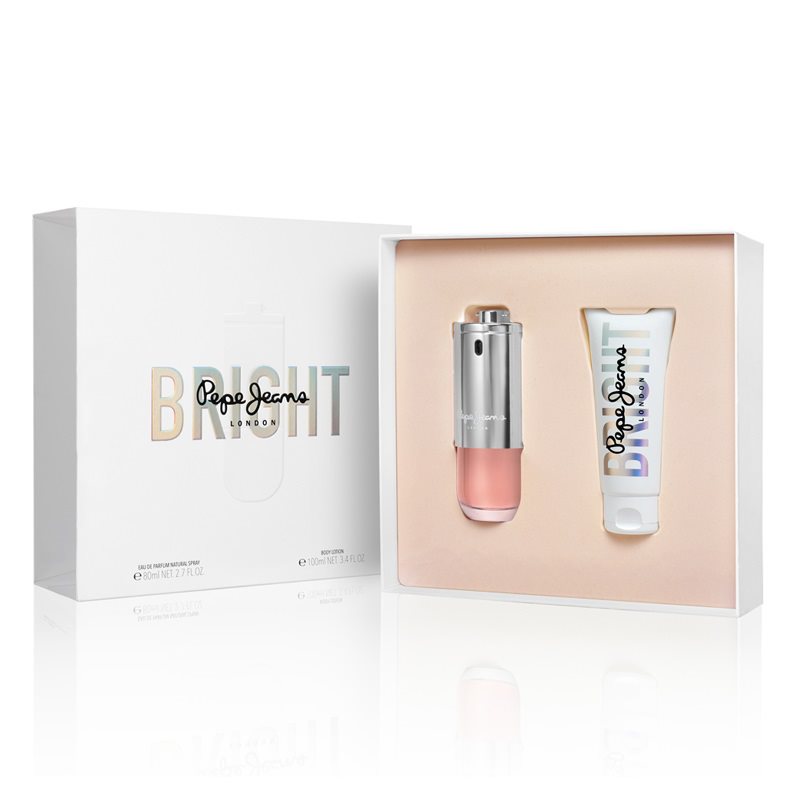 BRIGHT
Pepe Jeans
LONDON
EAU DE PARFUM NATURAL SPRAY
℮ 80ml NET. 2.7 FL.OZ.
BODY LOTION
℮ 100ml NET. 3.4 FL.OZ.
Pepe Jeans
LONDON
BRIGHT
Pepe Jeans
LONDON